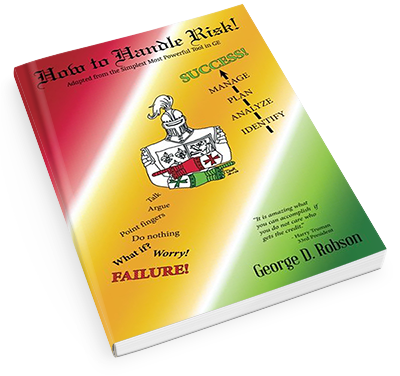 How to Handle Risk!
Adapted from the Simplest Most Powerful Tool in GE
SUCCESS!
MANAGE
PLAN
ANALYZE
IDENTIFY
Talk
Argue
Point fingers
Do nothing
What if? Worry!
FAILURE!
"It is amazing what
you can accomplish if
you do not care who
gets the credit."
- Harry Truman
33rd President
George D. Robson